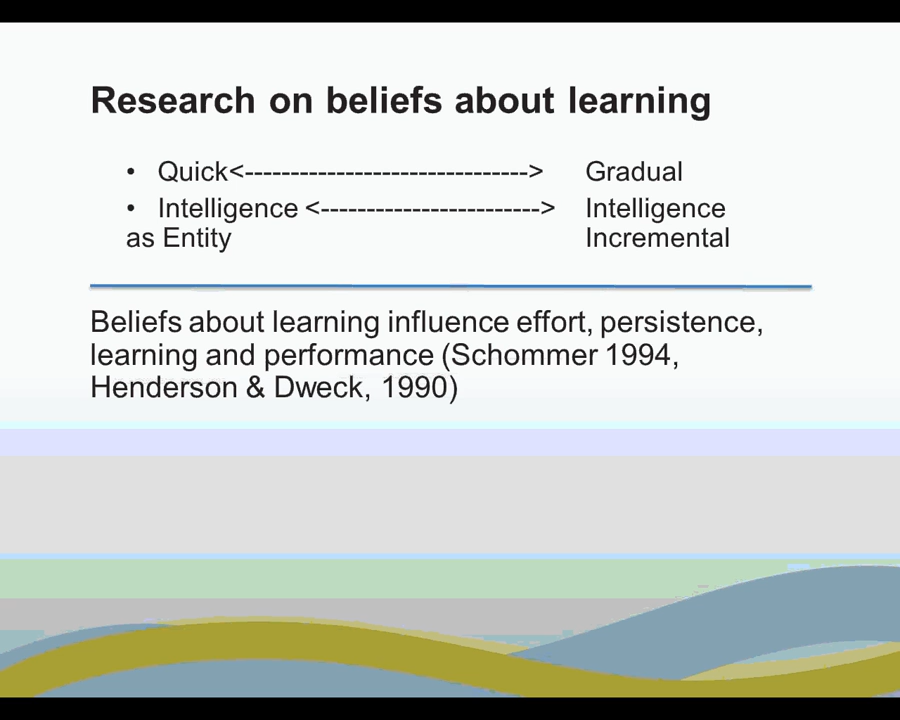 Research on beliefs about learning
• Quick<-------------------------------> Gradual
• Intelligence <------------------------> Intelligence
as Entity Incremental
Beliefs about learning influence effort, persistence,
learning and performance (Schommer 1994,
Henderson & Dweck, 1990)